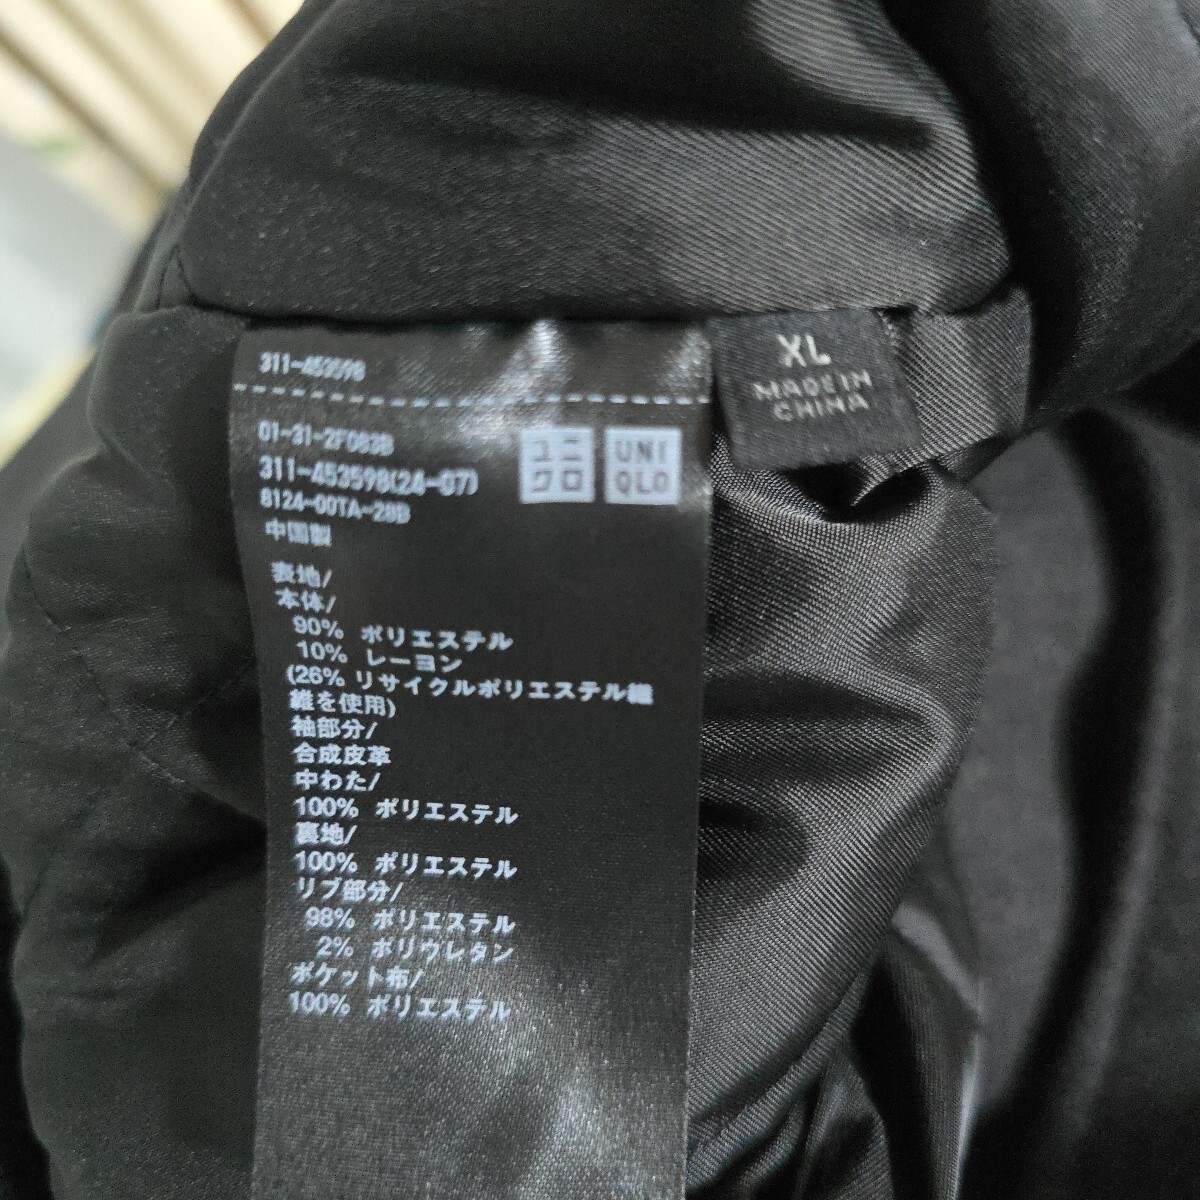 311-453598
01-31-2F083B
311-453598(24-07)
8124-00TA-28B
中国製
ユニ
クロ
UNI
QLO
XL
MADE IN
CHINA
表地/
本体/
90% ポリエステル
10% レーヨン
(26% リサイクルポリエステル繊
維を使用)
袖部分/
合成皮革
中わた/
100% ポリエステル
裏地/
100% ポリエステル
リブ部分/
98% ポリエステル
2% ポリウレタン
ポケット布/
100% ポリエステル